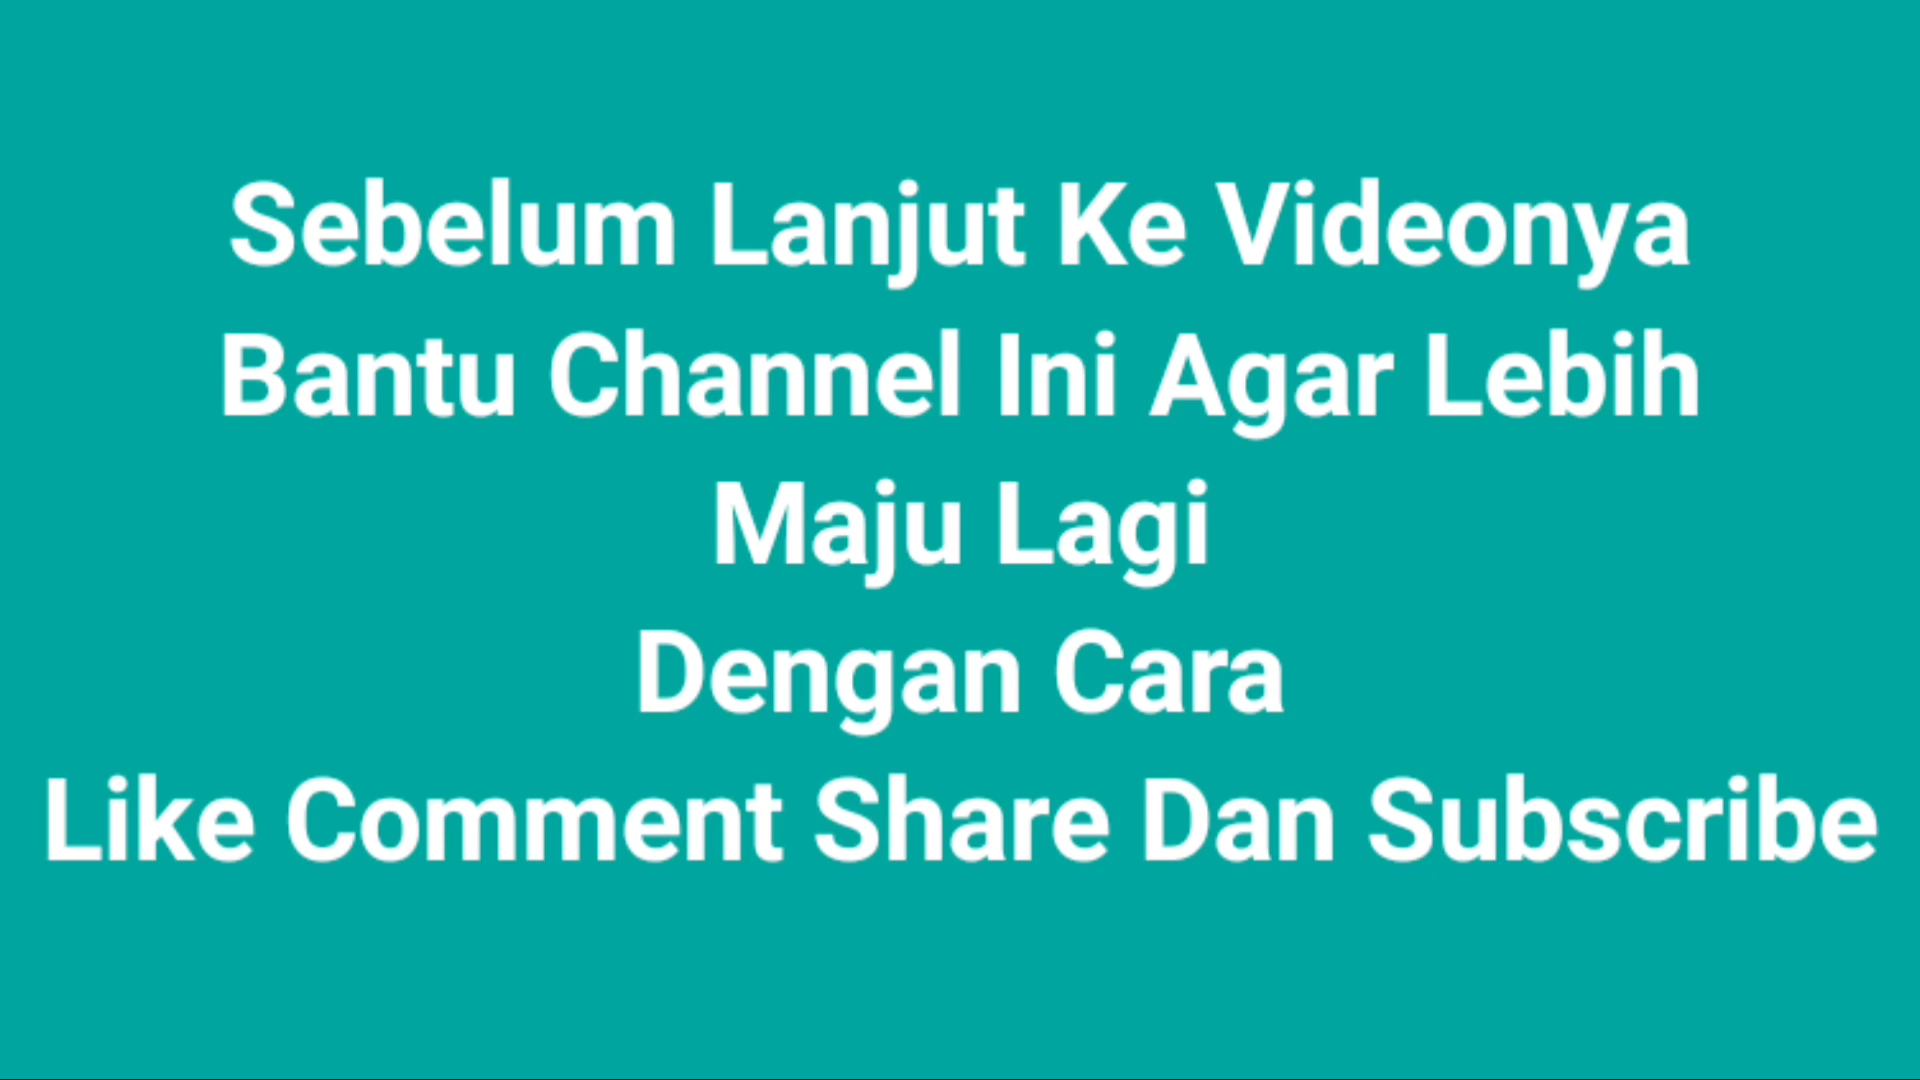 Sebelum Lanjut Ke Videonya
Bantu Channel Ini Agar Lebih
Maju Lagi
Dengan Cara
Like Comment Share Dan Subscribe